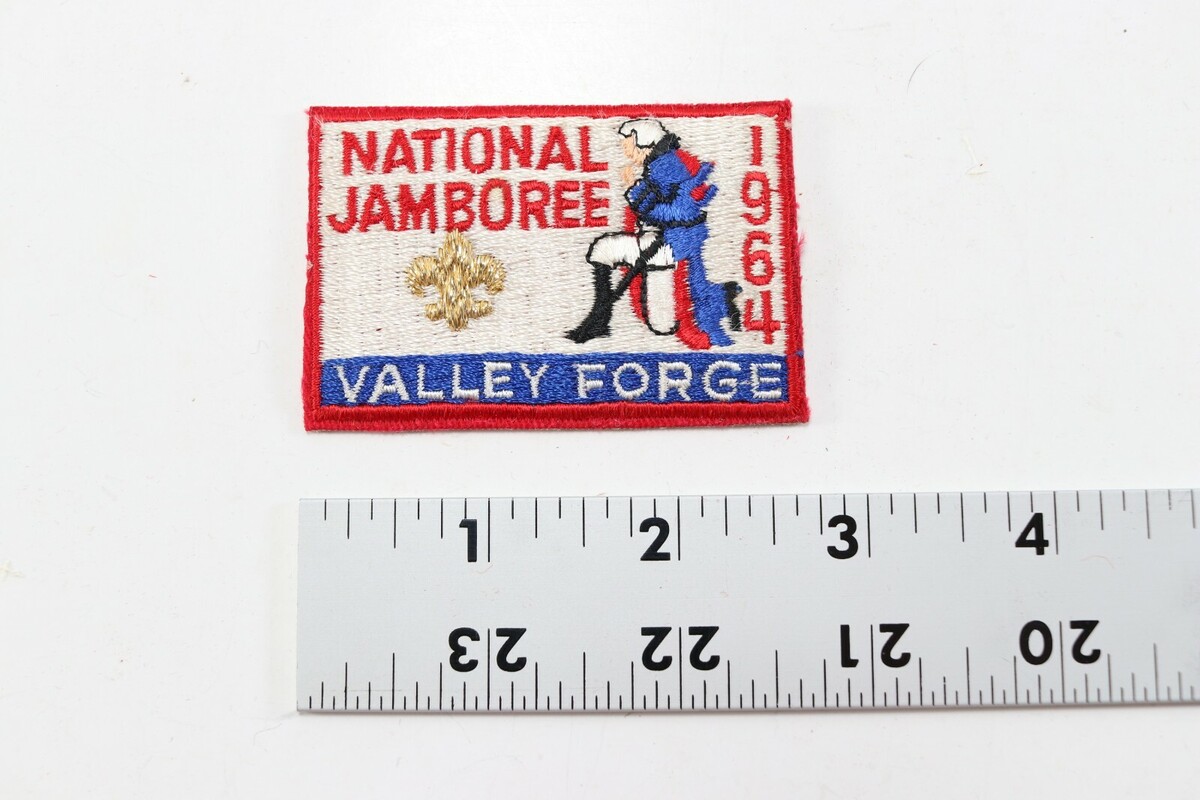 NATIONAL
JAMBOREE
1964
VALLEY FORGE
1 2 3 4
23 22 21 20